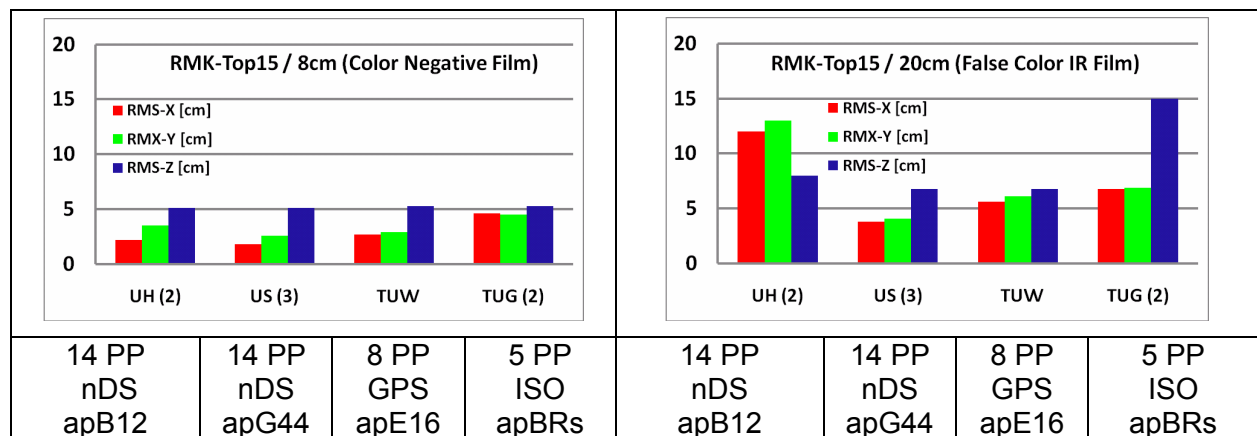 RMK-Top15 / 8cm (Color Negative Film)
20
15
10
5
0
RMS-X [cm]
RMX-Y [cm]
RMS-Z [cm]
UH (2) US (3) TUW TUG (2)
RMK-Top15 / 20cm (False Color IR Film)
20
15
10
5
0
RMS-X [cm]
RMX-Y [cm]
RMS-Z [cm]
UH (2) US (3) TUW TUG (2)
14 PP 14 PP 8 PP 5 PP 14 PP 14 PP 8 PP 5 PP
nDS nDS GPS ISO nDS nDS GPS ISO
apB12 apG44 apE16 apBRs apB12 apG44 apE16 apBRs